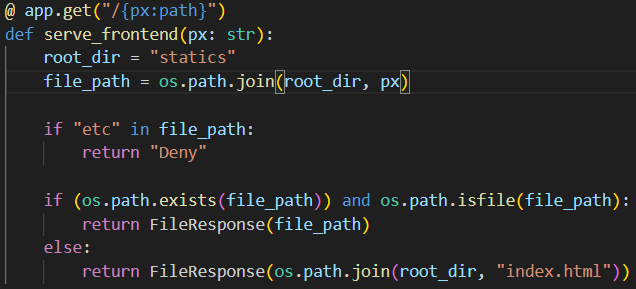 @ app.get("/{px:path}")
def serve_frontend(px: str):
    root_dir = "statics"
    file_path = os.path.join(root_dir, px)

    if "etc" in file_path:
        return "Deny"

    if (os.path.exists(file_path)) and os.path.isfile(file_path):
        return FileResponse(file_path)
    else:
        return FileResponse(os.path.join(root_dir, "index.html"))